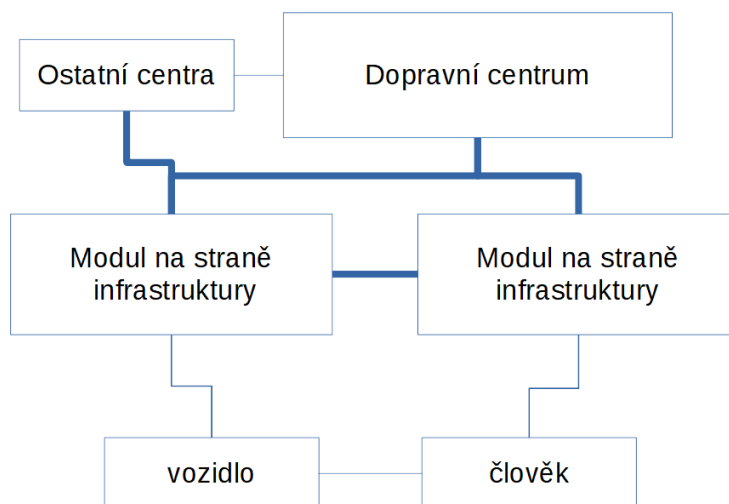 Ostatní centra
Dopravní centrum
Modul na straně
infrastruktury
Modul na straně
infrastruktury
vozidlo
člověk